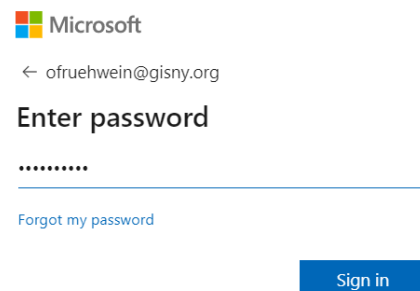 Microsoft
← ofruehwein@gisny.org
Enter password
••••••••••
Forgot my password
Sign in